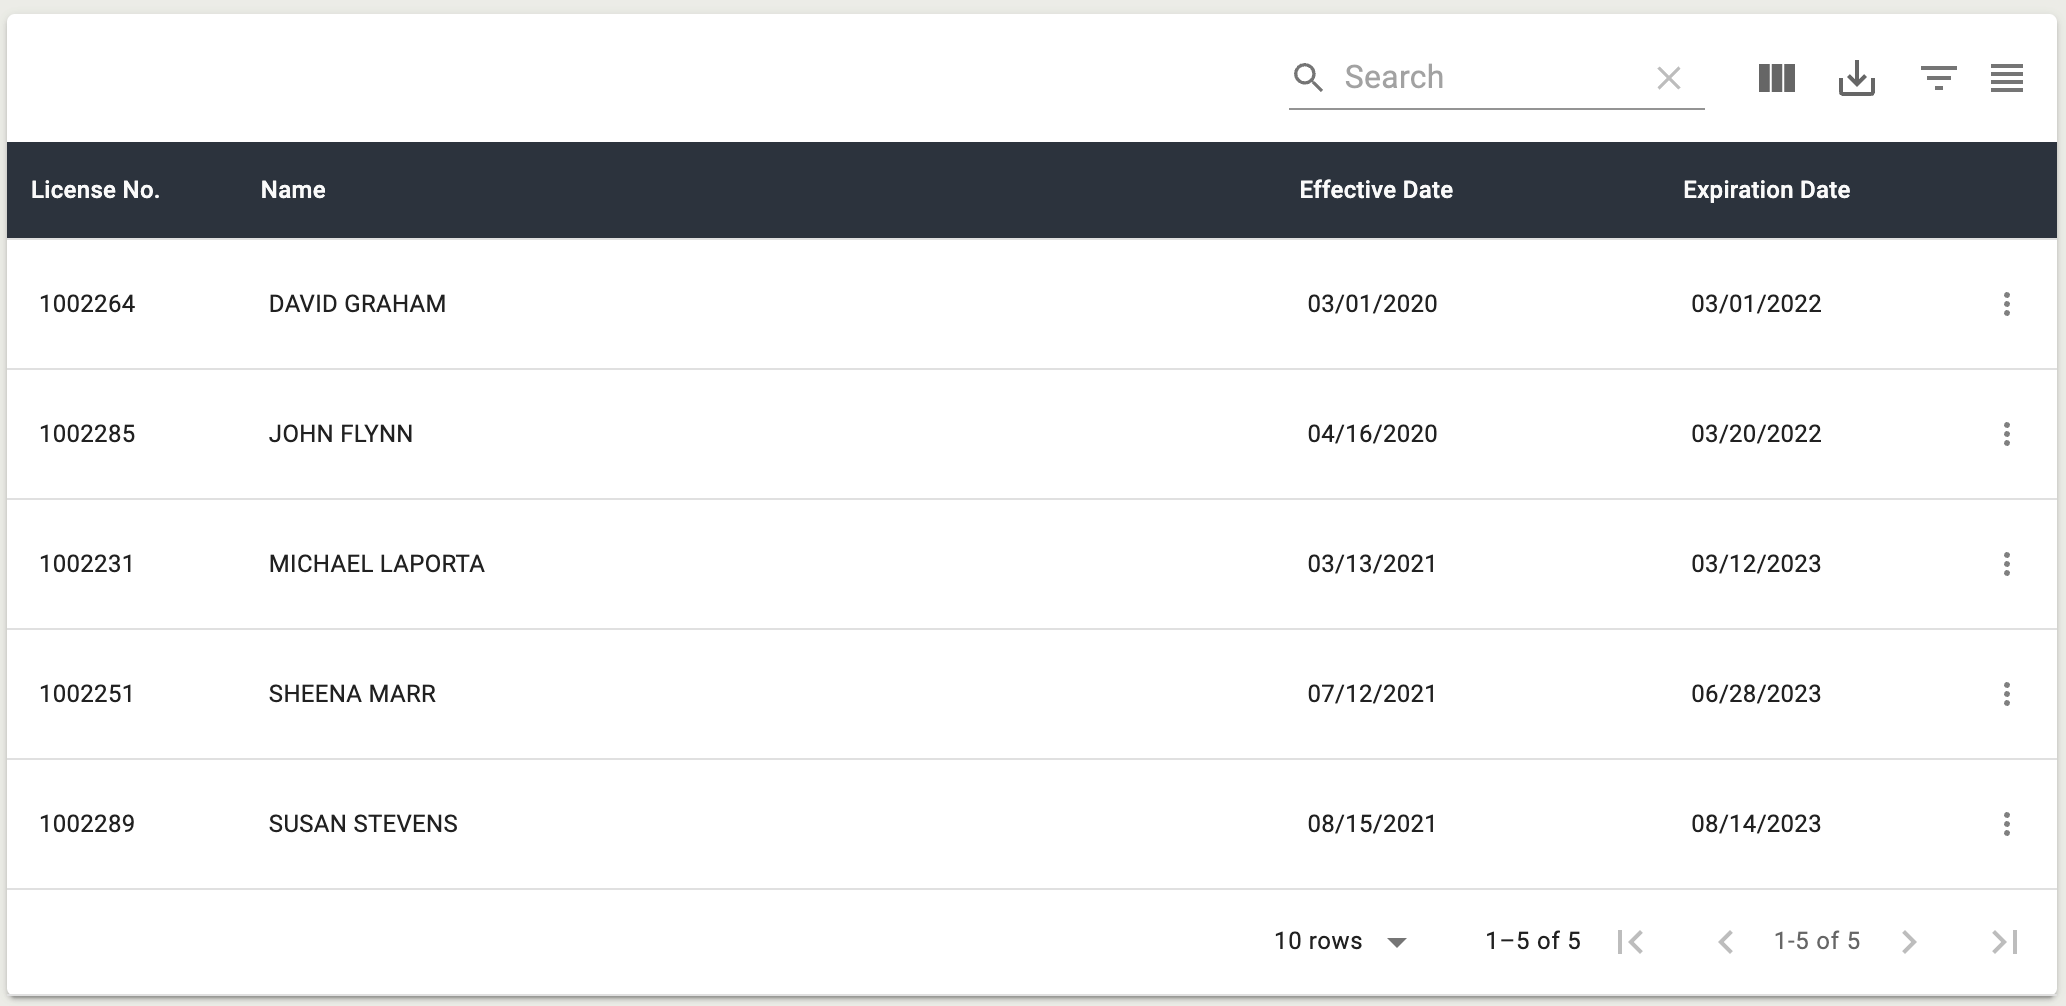 Search
License No. Name Effective Date Expiration Date
1002264 DAVID GRAHAM 03/01/2020 03/01/2022
1002285 JOHN FLYNN 04/16/2020 03/20/2022
1002231 MICHAEL LAPORTA 03/13/2021 03/12/2023
1002251 SHEENA MARR 07/12/2021 06/28/2023
1002289 SUSAN STEVENS 08/15/2021 08/14/2023
10 rows 1–5 of 5 1-5 of 5